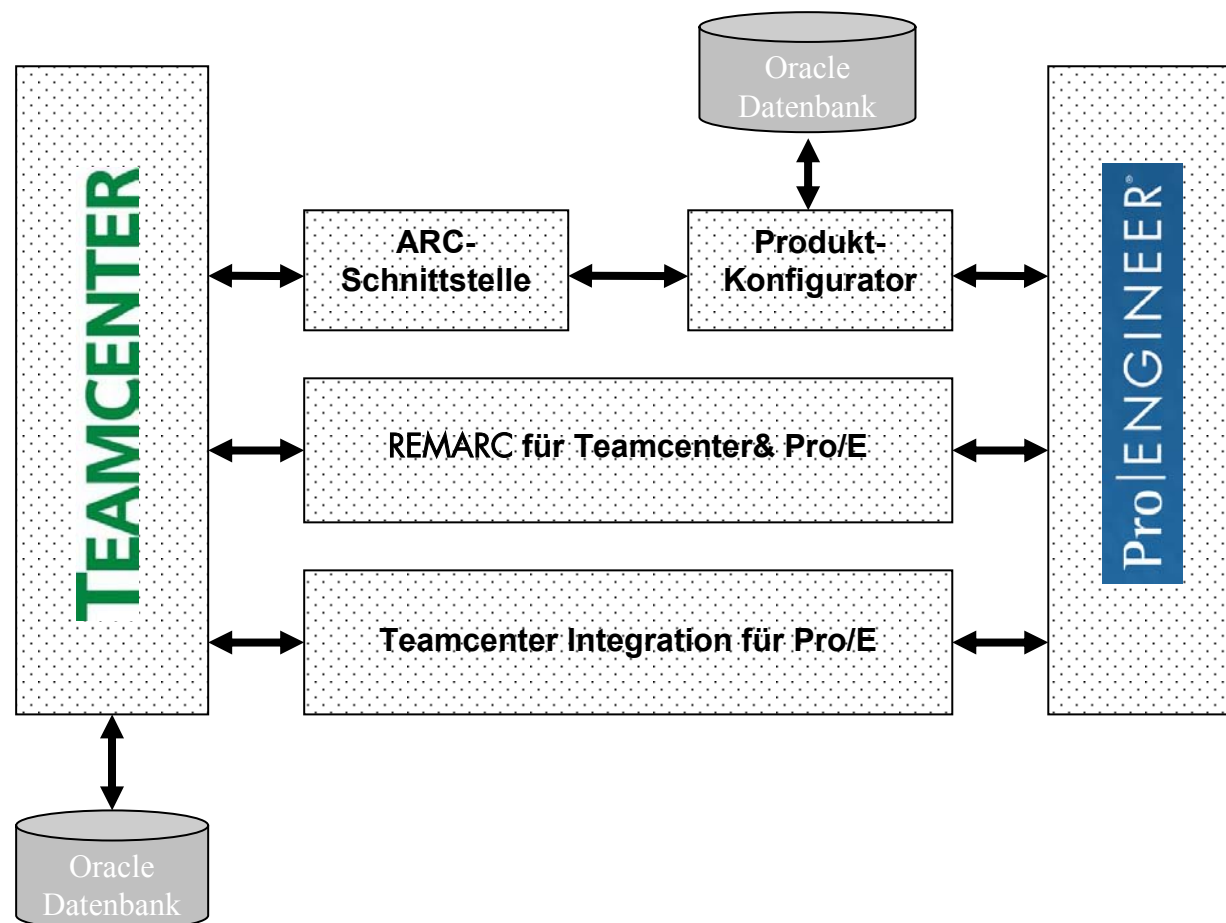 Oracle
Datenbank
TEAMCENTER
ARC-
Schnittstelle
Produkt-
Konfigurator
Pro|ENGINEER®
REMARC für Teamcenter& Pro/E
Teamcenter Integration für Pro/E
Oracle
Datenbank